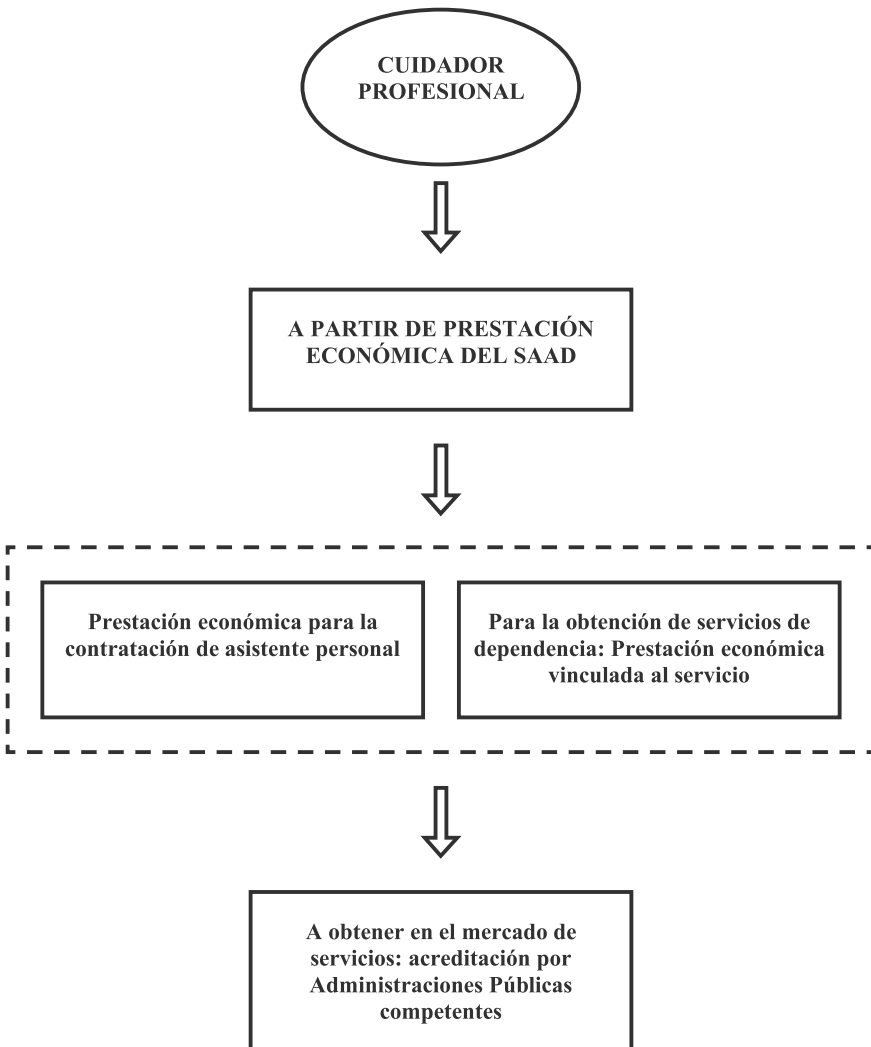 CUIDADOR
PROFESIONAL
A PARTIR DE PRESTACIÓN
ECONÓMICA DEL SAAD
Prestación económica para la
contratación de asistente personal
Para la obtención de servicios de
dependencia: Prestación económica
vinculada al servicio
A obtener en el mercado de
servicios: acreditación por
Administraciones Públicas
competentes